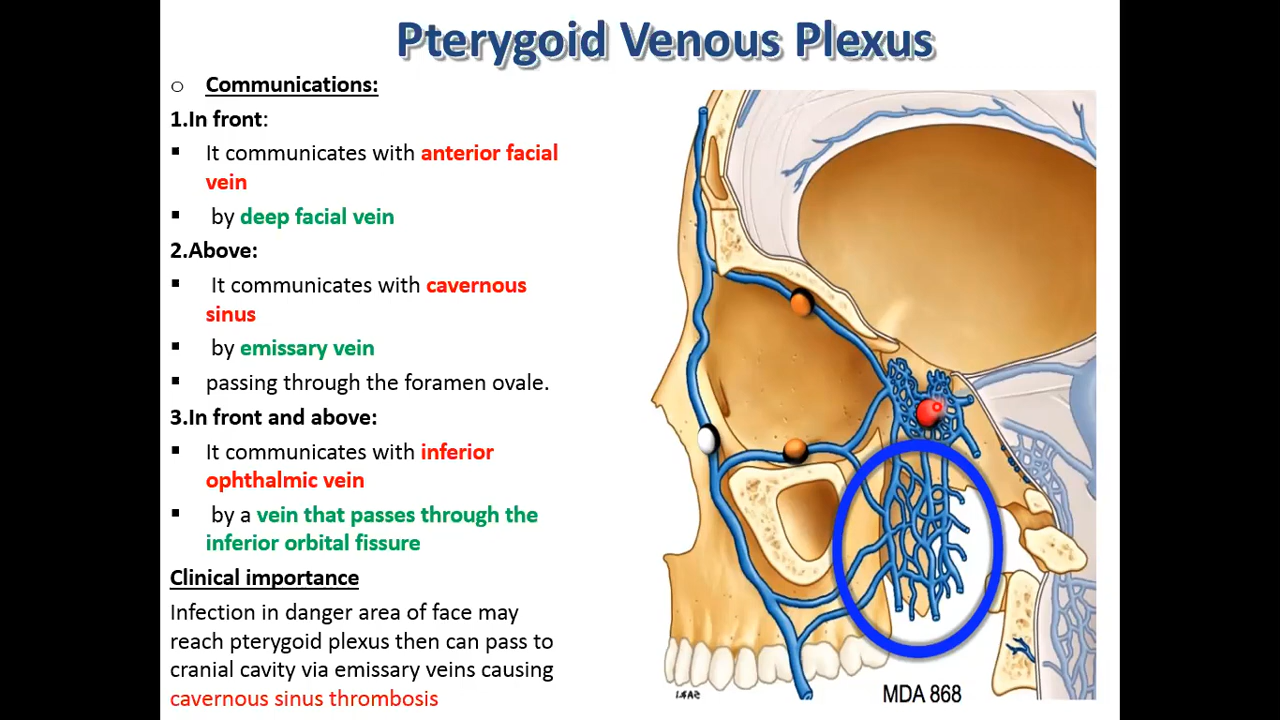 Pterygoid Venous Plexus
o Communications:
1.In front:
▪ It communicates with anterior facial
vein
▪ by deep facial vein
2.Above:
▪ It communicates with cavernous
sinus
▪ by emissary vein
▪ passing through the foramen ovale.
3.In front and above:
▪ It communicates with inferior
ophthalmic vein
▪ by a vein that passes through the
inferior orbital fissure
Clinical importance
Infection in danger area of face may
reach pterygoid plexus then can pass to
cranial cavity via emissary veins causing
cavernous sinus thrombosis
MDA 868